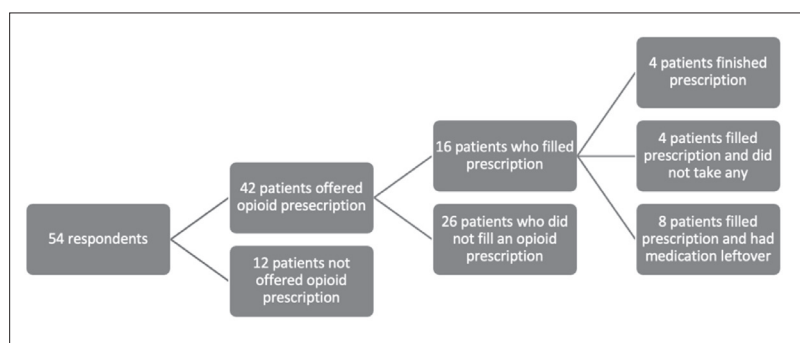 54 respondents
42 patients offered
opioid presecription
12 patients not
offered opioid
prescription
16 patients who filled
prescription
26 patients who did
not fill an opioid
prescription
4 patients finished
prescription
4 patients filled
prescription and did
not take any
8 patients filled
prescription and had
medication leftover